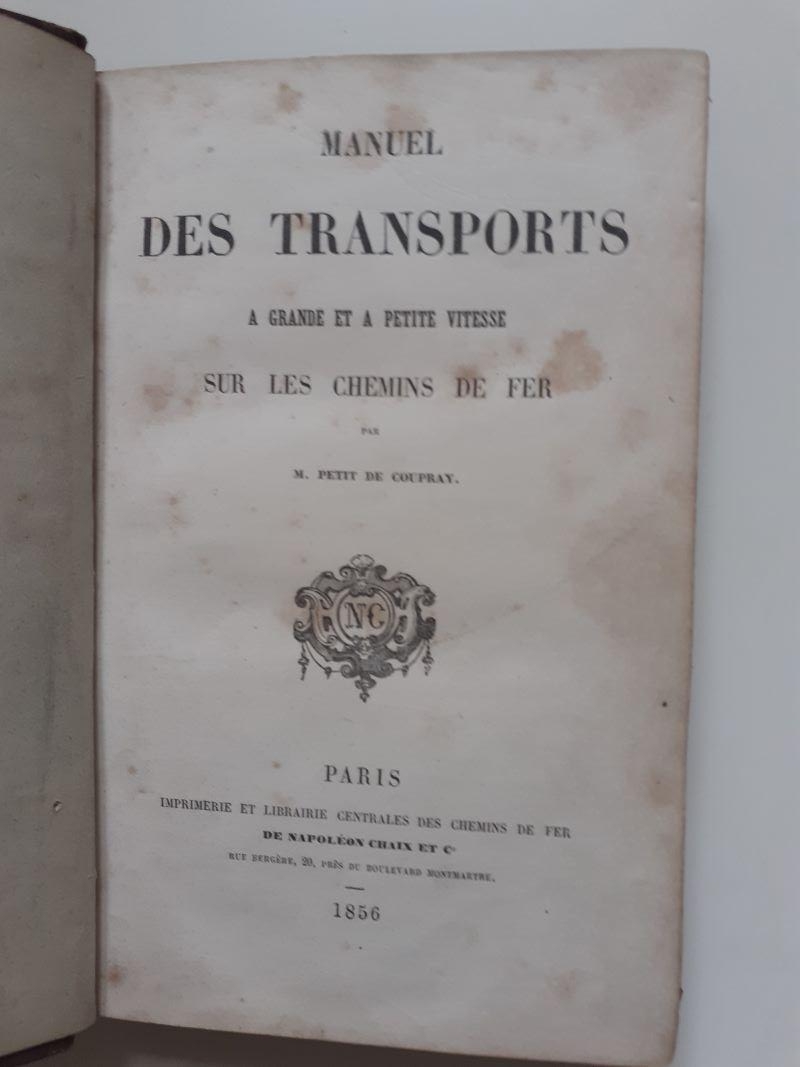 MANUEL
DES TRANSPORTS
A GRANDE ET A PETITE VITESSE
SUR LES CHEMINS DE FER
PAR
M. PETIT DE COUPRAY.
NC
PARIS
IMPRIMERIE ET LIBRAIRIE CENTRALES DES CHEMINS DE FER
DE NAPOLÉON CHAIX ET Cⁱᵉ
RUE BERGÈRE, 20, PRÈS DU BOULEVARD MONTMARTRE.
1856